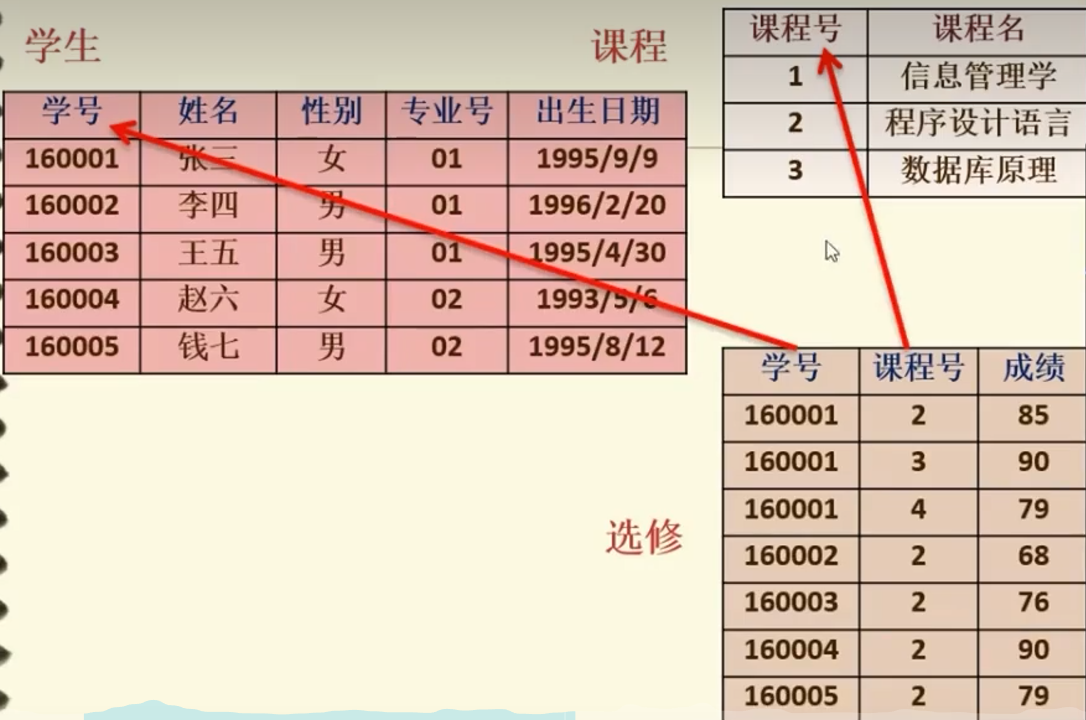 学生
学号 姓名 性别 专业号 出生日期
160001 张三 女 01 1995/9/9
160002 李四 男 01 1996/2/20
160003 王五 男 01 1995/4/30
160004 赵六 女 02 1993/5/6
160005 钱七 男 02 1995/8/12
课程
课程号 课程名
1 信息管理学
2 程序设计语言
3 数据库原理
选修
学号 课程号 成绩
160001 2 85
160001 3 90
160001 4 79
160002 2 68
160003 2 76
160004 2 90
160005 2 79